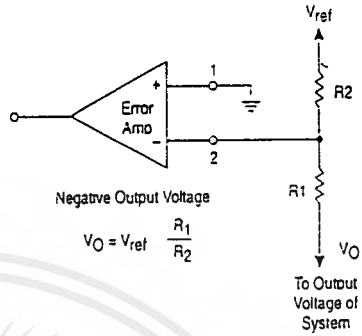 Vref
1
+
Error
Amp
R2
−
2
Negative Output Voltage
R1
VO = Vref R1
R2
VO
To Output
Voltage of
System